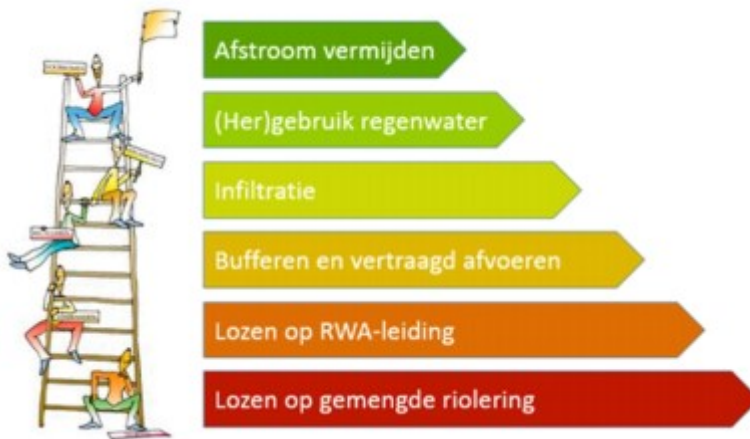 Afstroom vermijden
(Her)gebruik regenwater
Infiltratie
Bufferen en vertraagd afvoeren
Lozen op RWA-leiding
Lozen op gemengde riolering